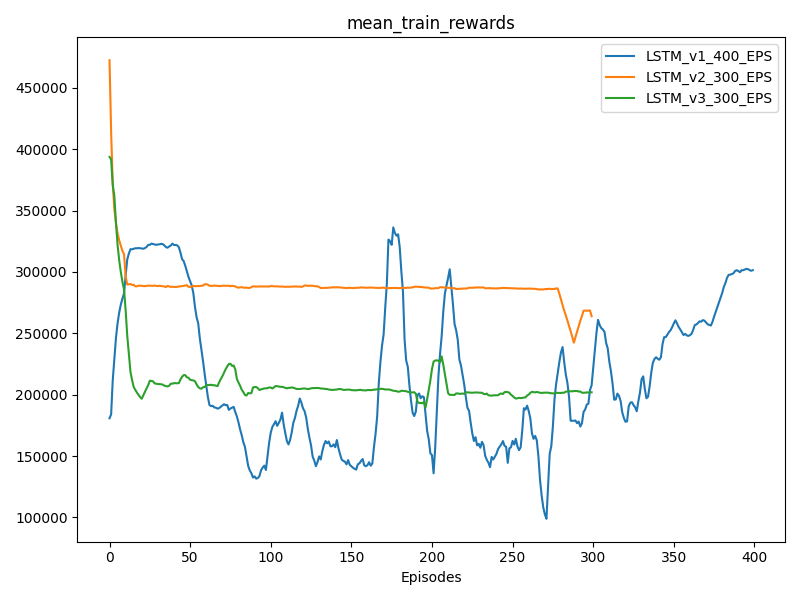 mean_train_rewards
LSTM_v1_400_EPS
LSTM_v2_300_EPS
LSTM_v3_300_EPS
450000
400000
350000
300000
250000
200000
150000
100000
0 50 100 150 200 250 300 350 400
Episodes